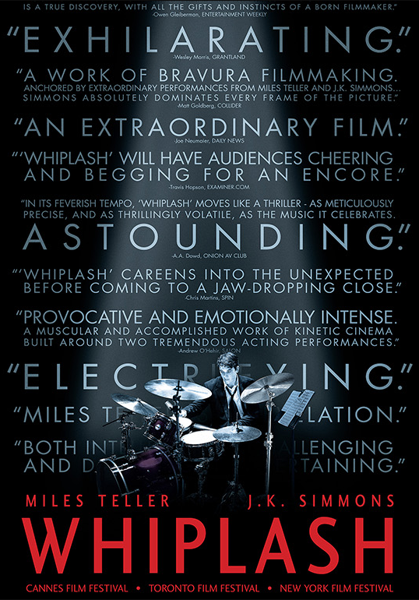 IS A TRUE DISCOVERY, WITH ALL THE GIFTS AND INSTINCTS OF A BORN FILMMAKER."
-Owen Gleiberman, ENTERTAINMENT WEEKLY
"EXHILARATING."
Wesley Morris, GRANTLAND
"A WORK OF BRAVURA FILMMAKING.
ANCHORED BY EXTRAORDINARY PERFORMANCES FROM MILES TELLER AND J.K. SIMMONS...
SIMMONS ABSOLUTELY DOMINATES EVERY FRAME OF THE PICTURE."
Matt Goldberg, COLLIDER
"AN EXTRAORDINARY FILM."
Joe Neumaier, DAILY NEWS
"'WHIPLASH' WILL HAVE AUDIENCES CHEERING
AND BEGGING FOR AN ENCORE."
-Travis Hopson, EXAMINER.COM
"IN ITS FEVERISH TEMPO, 'WHIPLASH' MOVES LIKE A THRILLER - AS METICULOUSLY
PRECISE, AND AS THRILLINGLY VOLATILE, AS THE MUSIC IT CELEBRATES.
ASTOUNDING."
-A.A. Dowd, ONION AV CLUB
"'WHIPLASH' CAREENS INTO THE UNEXPECTED
BEFORE COMING TO A JAW-DROPPING CLOSE."
-Chris Martins, SPIN
"PROVOCATIVE AND EMOTIONALLY INTENSE.
A MUSCULAR AND ACCOMPLISHED WORK OF KINETIC CINEMA
BUILT AROUND TWO TREMENDOUS ACTING PERFORMANCES."
-Andrew O'Hehir, SALON
"ELECTRIFYING."
"MILES
"BOTH
AND
MILES TELLER J.K. SIMMONS
WHIPLASH
CANNES FILM FESTIVAL • TORONTO FILM FESTIVAL • NEW YORK FILM FESTIVAL